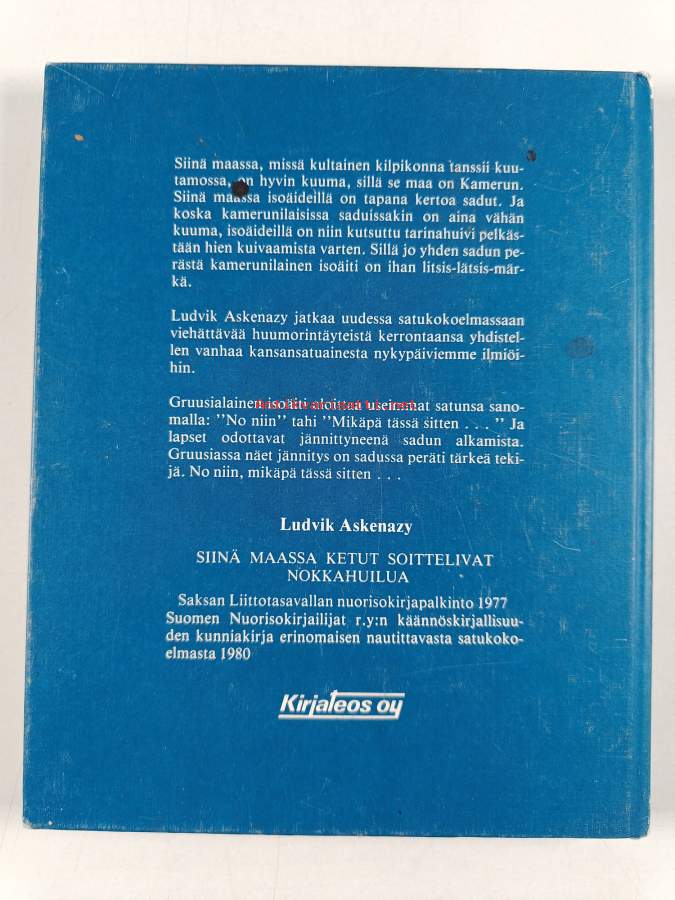 Siinä maassa, missä kultainen kilpikonna tanssii kuu-
tamossa, on hyvin kuuma, sillä se maa on Kamerun.
Siinä maassa isoäideillä on tapana kertoa sadut. Ja
koska kamerunilaisissa saduissakin on aina vähän
kuuma, isoäideillä on niin kutsuttu tarinahuivi pelkäs-
tään hien kuivaamista varten. Sillä jo yhden sadun pe-
rästä kamerunilainen isoäiti on ihan litsis-lätsis-mär-
kä.
Ludvik Askenazy jatkaa uudessa satukokoelmassaan
viehättävää huumorintäyteistä kerrontaansa yhdistel-
len vanhaa kansansatuainesta nykypäiviemme ilmiöi-
hin.
Gruusialainen isoäiti aloittaa useimmat satunsa sano-
malla: "No niin" tahi "Mikäpä tässä sitten . . . " Ja
lapset odottavat jännittyneenä sadun alkamista.
Gruusiassa näet jännitys on sadussa peräti tärkeä teki-
jä. No niin, mikäpä tässä sitten . . .
Ludvik Askenazy
SIINÄ MAASSA KETUT SOITTELIVAT
NOKKAHUILUA
Saksan Liittotasavallan nuorisokirjapalkinto 1977
Suomen Nuorisokirjailijat r.y:n käännöskirjallisuu-
den kunniakirja erinomaisen nautittavasta satukoko-
elmasta 1980
Kirjateos oy